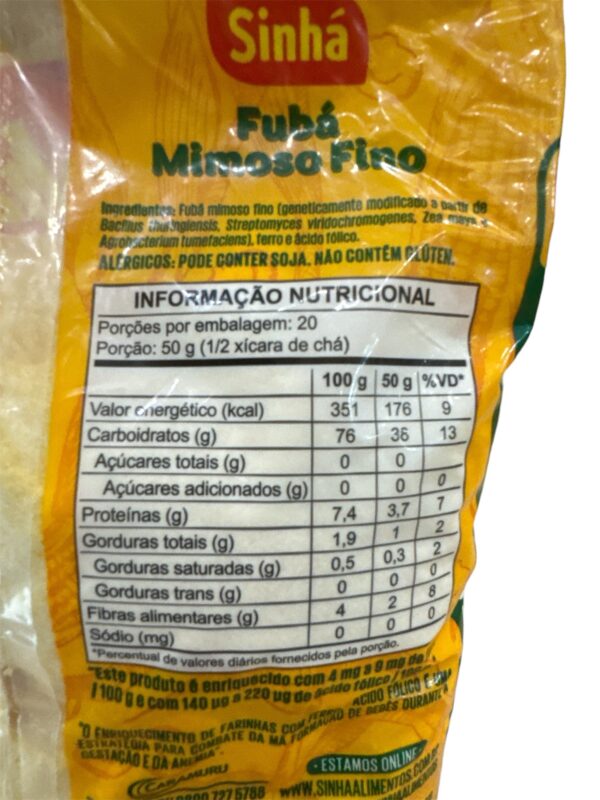 Sinhá
Fubá
Mimoso Fino
Ingredientes: Fubá mimoso fino (geneticamente modificado a partir de
Bacillus thuringiensis, Streptomyces viridochromogenes, Zea mays e
Agrobacterium tumefaciens), ferro e ácido fólico.
ALÉRGICOS: PODE CONTER SOJA. NÃO CONTÉM GLÚTEN.
INFORMAÇÃO NUTRICIONAL
Porções por embalagem: 20
Porção: 50 g (1/2 xícara de chá)
100 g 50 g %VD*
Valor energético (kcal) 351 176 9
Carboidratos (g) 76 38 13
Açúcares totais (g) 0 0
Açúcares adicionados (g) 0 0 0
Proteínas (g) 7,4 3,7 7
Gorduras totais (g) 1,9 1 2
Gorduras saturadas (g) 0,5 0,3 2
Gorduras trans (g) 0 0 0
Fibras alimentares (g) 4 2 8
Sódio (mg) 0 0 0
*Percentual de valores diários fornecidos pela porção.
*Este produto é enriquecido com 4 mg a 9 mg de
/ 100 g e com 140 µg a 220 µg de ácido fólico /
"O ENRIQUECIMENTO DE FARINHAS COM FERRO ÁCIDO FÓLICO É UMA
ESTRATÉGIA PARA COMBATE DA MÁ FORMAÇÃO DE BEBÊS DURANTE A
GESTAÇÃO E DA ANEMIA".
• ESTAMOS ONLINE
CARAMURU
0800 727 5788 WWW.SINHAALIMENTOS.COM.BR